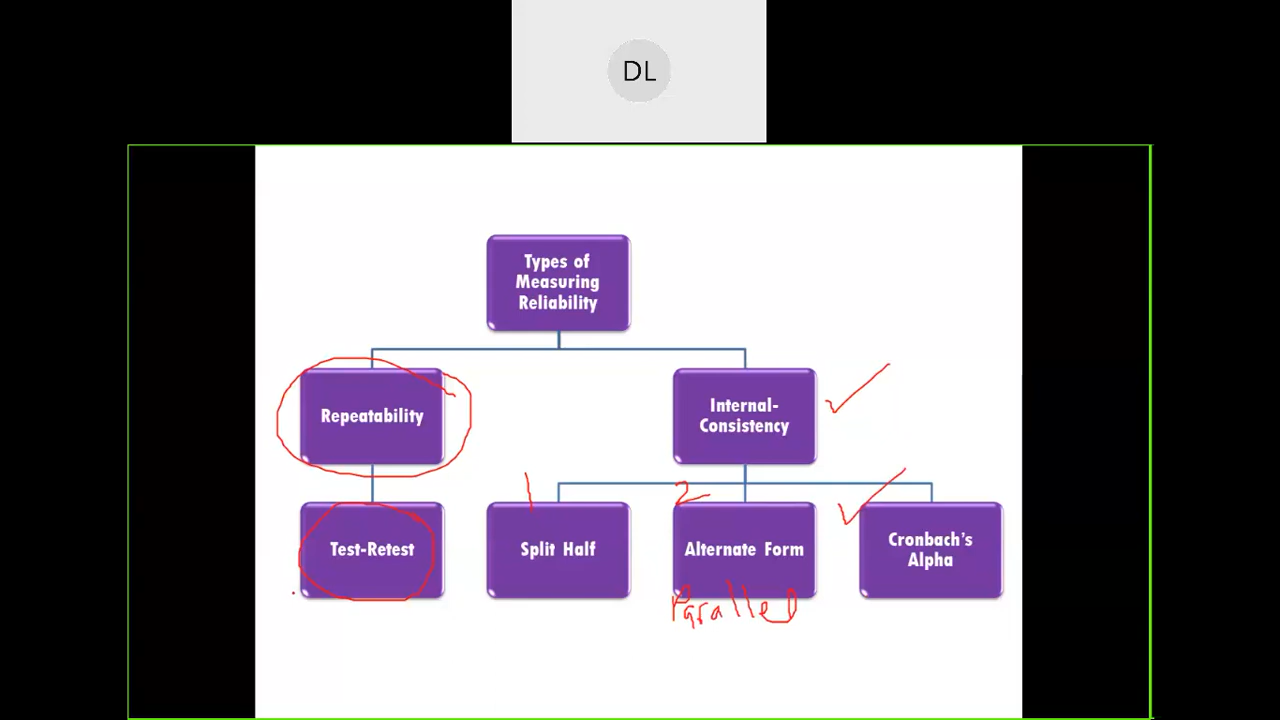 DL
Types of
Measuring
Reliability
Repeatability
Internal-
Consistency
1
2
Test-Retest
Split Half
Alternate Form
Cronbach's
Alpha
Parallel